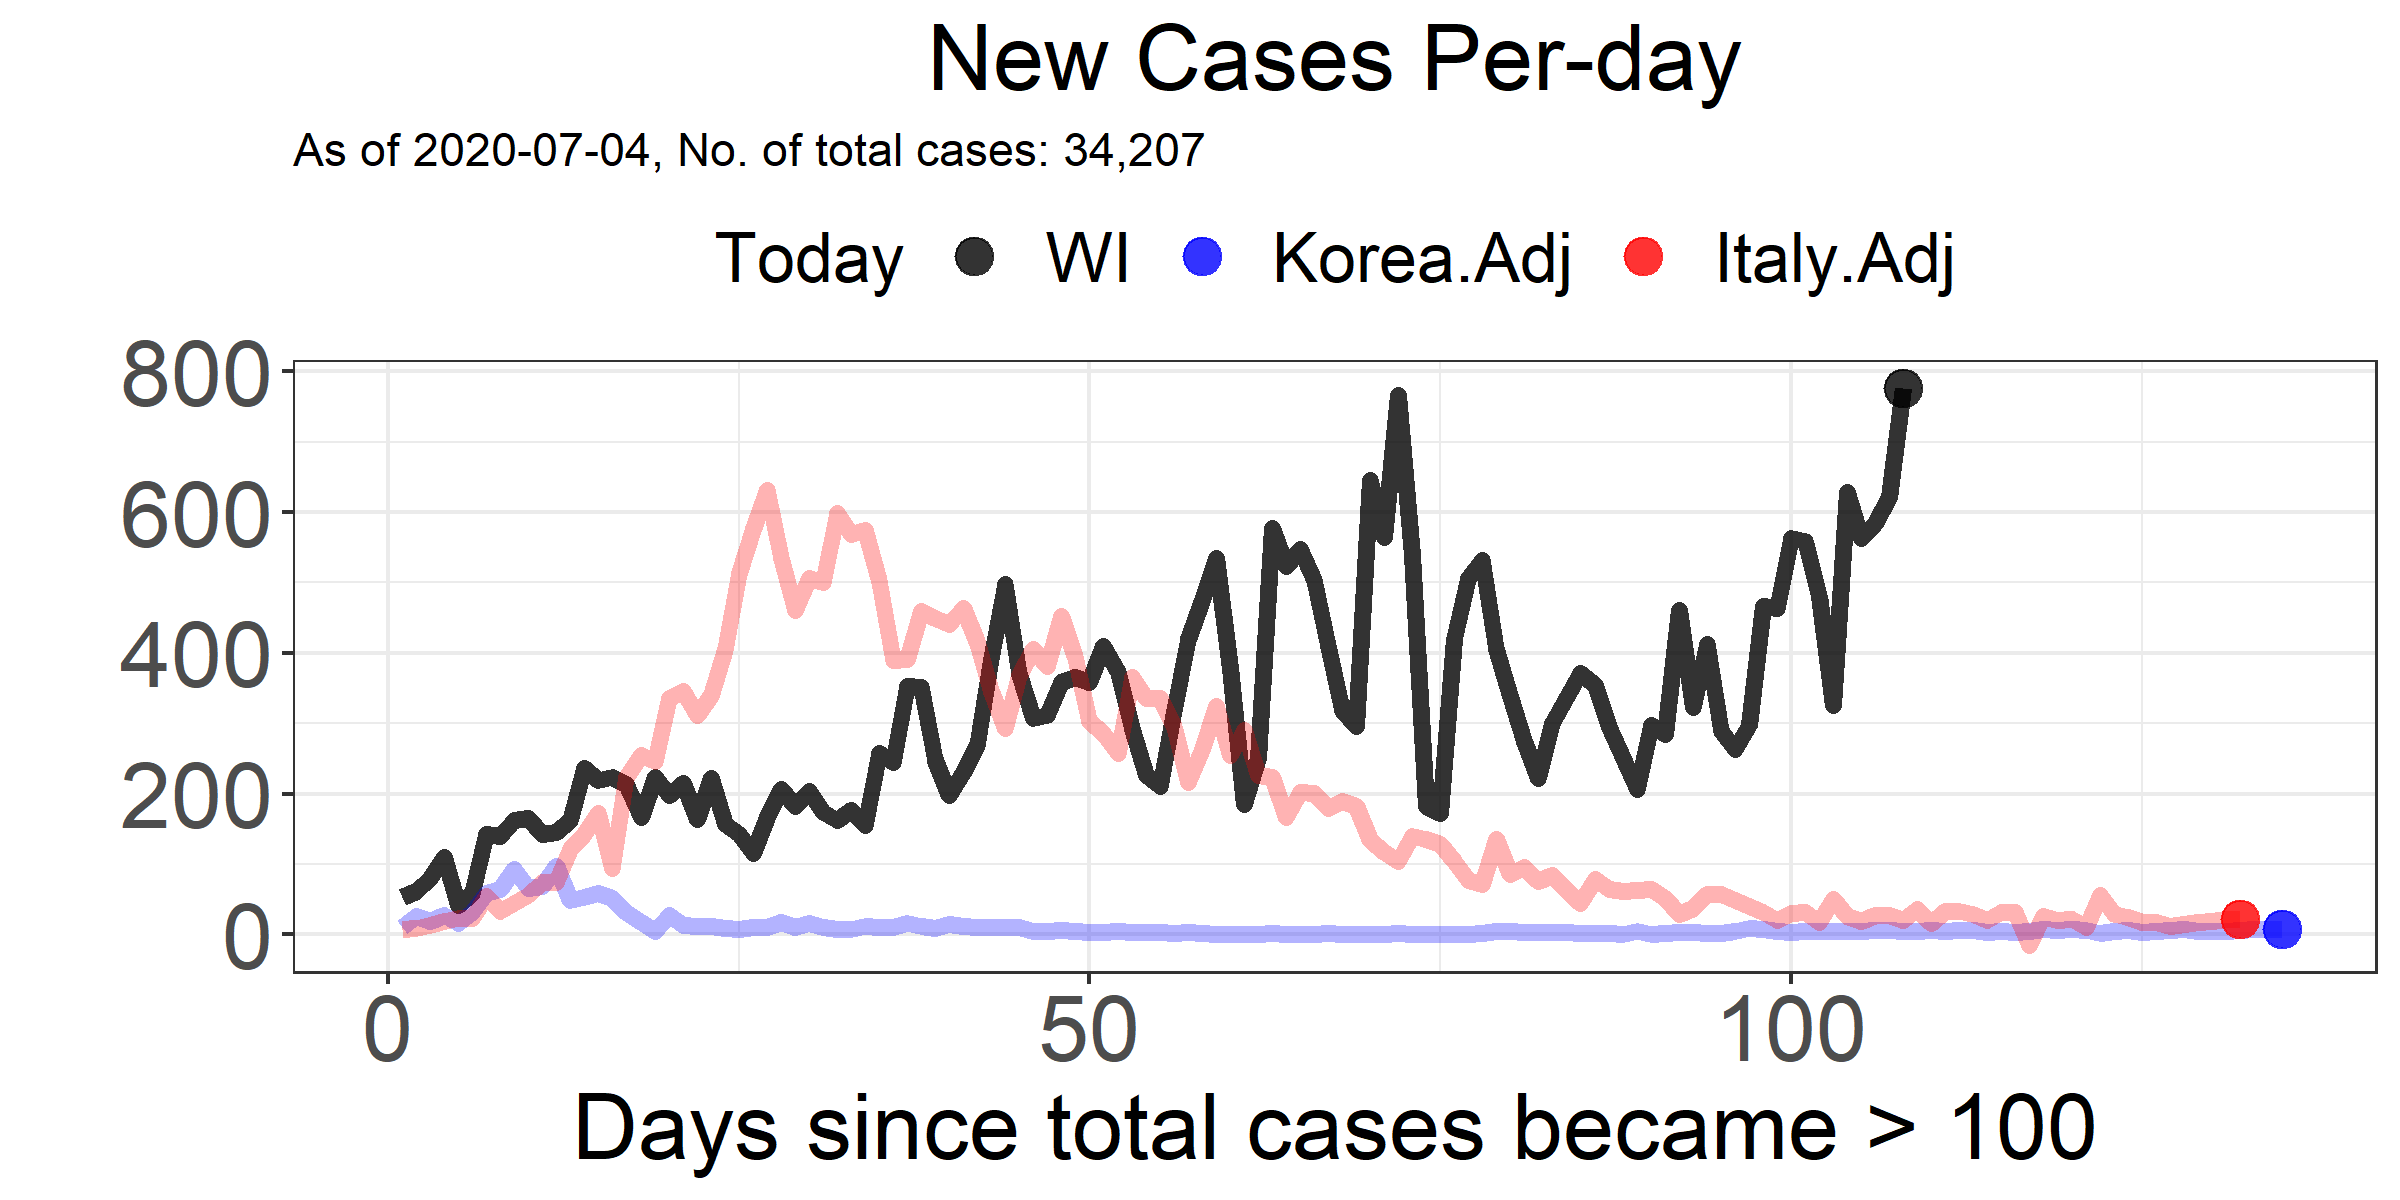 New Cases Per-day
As of 2020-07-04, No. of total cases: 34,207
Today WI Korea.Adj Italy.Adj
800
600
400
200
0
0 50 100
Days since total cases became > 100